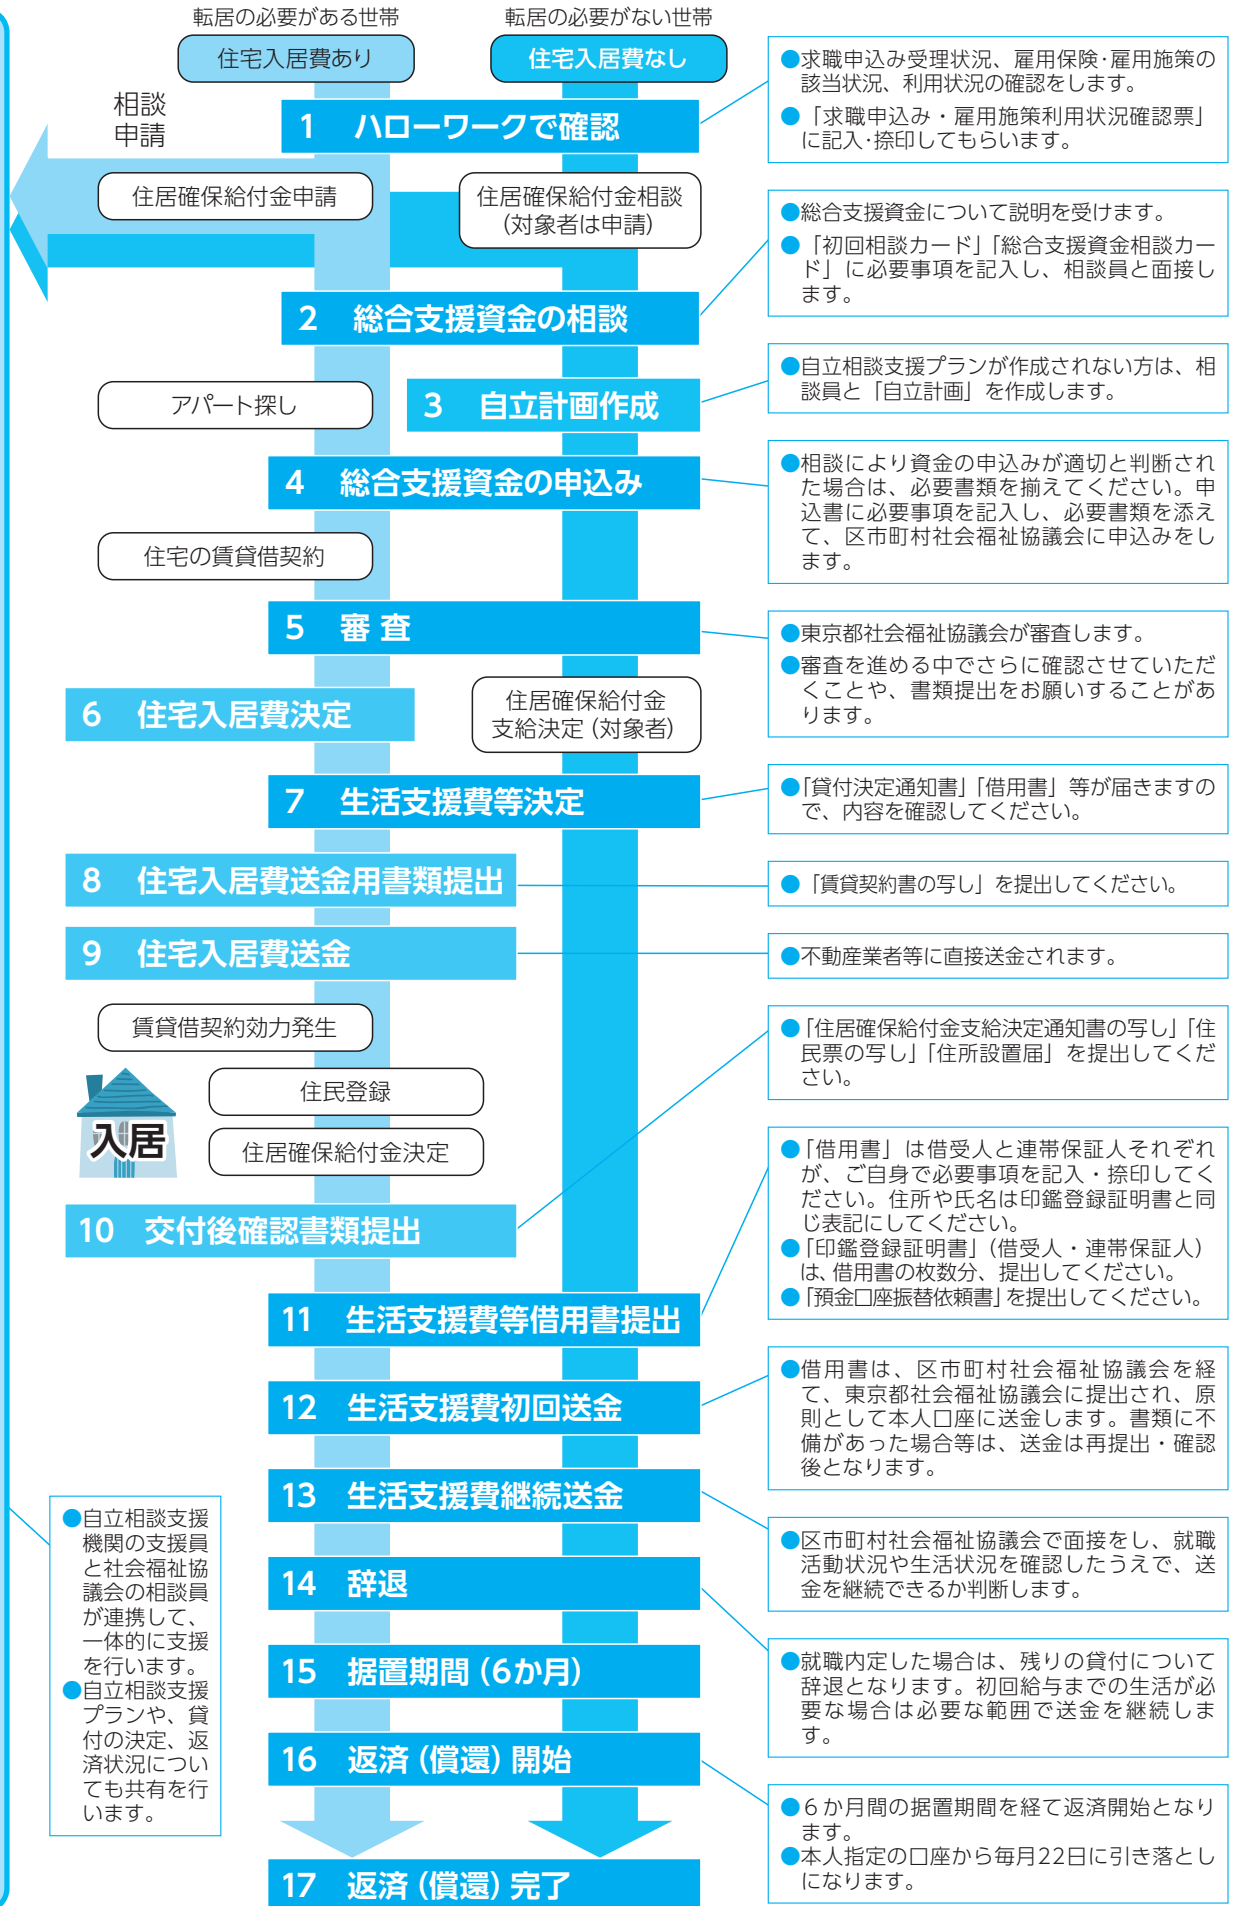 転居の必要がある世帯
転居の必要がない世帯
住宅入居費あり
住宅入居費なし
相談
申請
1 ハローワークで確認
●求職申込み受理状況、雇用保険・雇用施策の
該当状況、利用状況の確認をします。
●「求職申込み・雇用施策利用状況確認票」
に記入・捺印してもらいます。
住居確保給付金申請
住居確保給付金相談
(対象者は申請)
●総合支援資金について説明を受けます。
●「初回相談カード」「総合支援資金相談カー
ド」に必要事項を記入し、相談員と面接し
ます。
2 総合支援資金の相談
アパート探し
3 自立計画作成
●自立相談支援プランが作成されない方は、相
談員と「自立計画」を作成します。
4 総合支援資金の申込み
●相談により資金の申込みが適切と判断され
た場合は、必要書類を揃えてください。申
込書に必要事項を記入し、必要書類を添え
て、区市町村社会福祉協議会に申込みをし
ます。
住宅の賃貸借契約
5 審 査
●東京都社会福祉協議会が審査します。
●審査を進める中でさらに確認させていただ
くことや、書類提出をお願いすることがあ
ります。
6 住宅入居費決定
住居確保給付金
支給決定（対象者）
7 生活支援費等決定
●「貸付決定通知書」「借用書」等が届きますの
で、内容を確認してください。
8 住宅入居費送金用書類提出
●「賃貸契約書の写し」を提出してください。
9 住宅入居費送金
●不動産業者等に直接送金されます。
賃貸借契約効力発生
入居
住民登録
住居確保給付金決定
●「住居確保給付金支給決定通知書の写し」「住
民票の写し」「住所設置届」を提出してくだ
さい。
10 交付後確認書類提出
●「借用書」は借受人と連帯保証人それぞれ
が、ご自身で必要事項を記入・捺印してく
ださい。住所や氏名は印鑑登録証明書と同
じ表記にしてください。
●「印鑑登録証明書」（借受人・連帯保証人）
は、借用書の枚数分、提出してください。
●「預金口座振替依頼書」を提出してください。
11 生活支援費等借用書提出
12 生活支援費初回送金
●借用書は、区市町村社会福祉協議会を経
て、東京都社会福祉協議会に提出され、原
則として本人口座に送金します。書類に不
備があった場合等は、送金は再提出・確認
後となります。
13 生活支援費継続送金
●区市町村社会福祉協議会で面接をし、就職
活動状況や生活状況を確認したうえで、送
金を継続できるか判断します。
●自立相談支援
機関の支援員
と社会福祉協
議会の相談員
が連携して、
一体的に支援
を行います。
●自立相談支援
プランや、貸
付の決定、返
済状況につい
ても共有を行
います。
14 辞退
●就職内定した場合は、残りの貸付について
辞退となります。初回給与までの生活が必
要な場合は必要な範囲で送金を継続しま
す。
15 据置期間（6か月）
16 返済（償還）開始
●６か月間の据置期間を経て返済開始となり
ます。
●本人指定の口座から毎月22日に引き落とし
になります。
17 返済（償還）完了